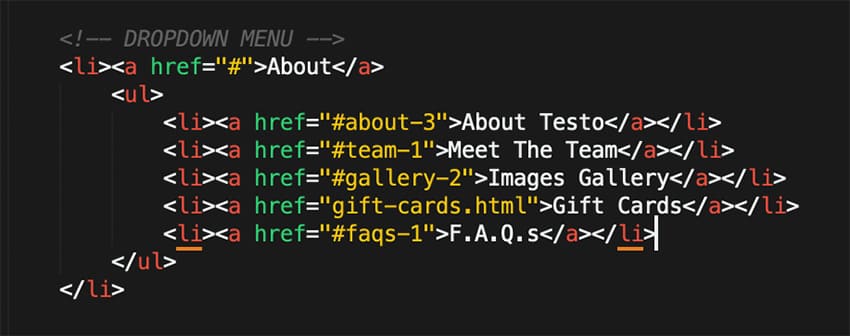 <!-- DROPDOWN MENU -->
<li><a href="#">About</a>
<ul>
<li><a href="#about-3">About Testo</a></li>
<li><a href="#team-1">Meet The Team</a></li>
<li><a href="#gallery-2">Images Gallery</a></li>
<li><a href="gift-cards.html">Gift Cards</a></li>
<li><a href="#faqs-1">F.A.Q.s</a></li>
</ul>
</li>